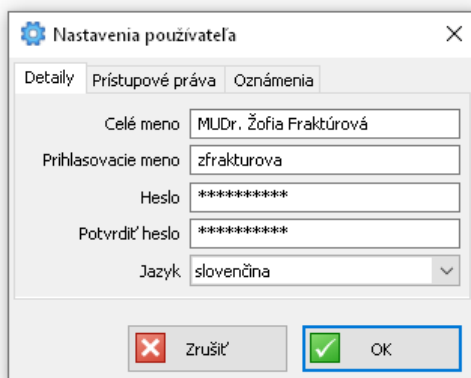 Nastavenia používateľa
Detaily Prístupové práva Oznámenia
Celé meno MUDr. Žofia Fraktúrová
Prihlasovacie meno zfrakturova
Heslo **********
Potvrdiť heslo **********
Jazyk slovenčina
Zrušiť OK